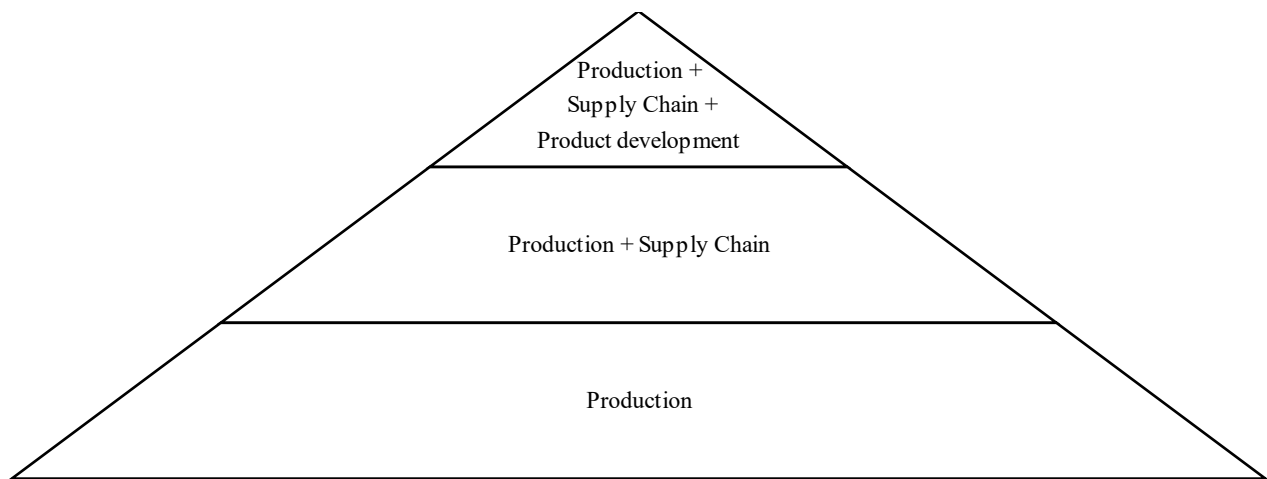 Production +
Supply Chain +
Product development
Production + Supply Chain
Production